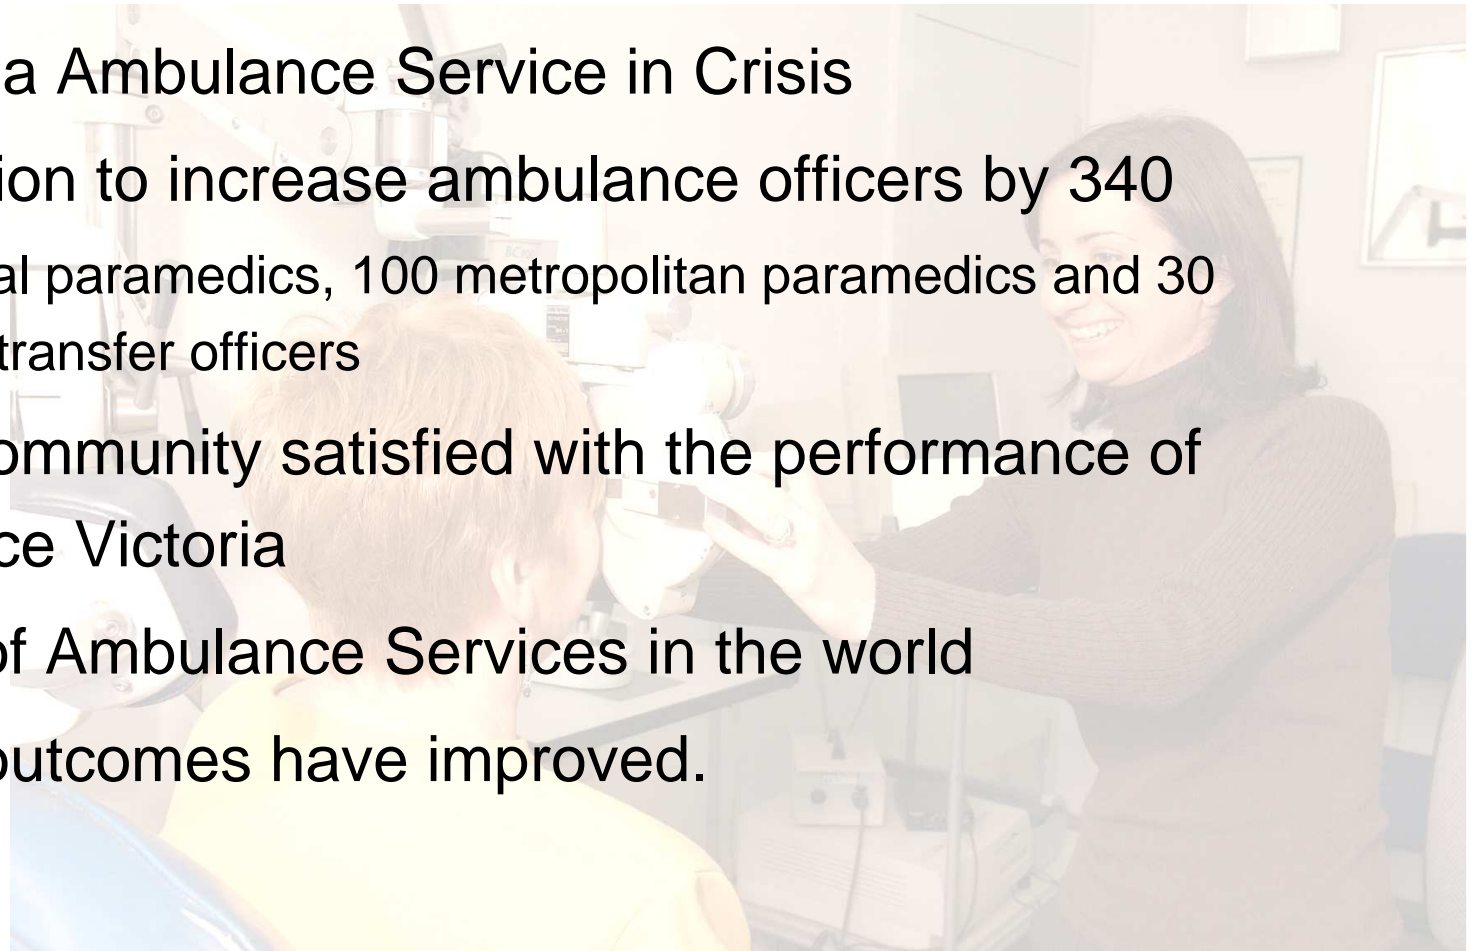 a Ambulance Service in Crisis
ion to increase ambulance officers by 340
al paramedics, 100 metropolitan paramedics and 30
transfer officers
ommunity satisfied with the performance of
ce Victoria
of Ambulance Services in the world
outcomes have improved.